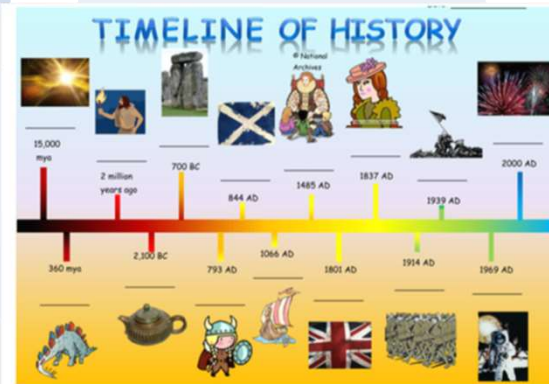 TIMELINE OF HISTORY
© National
Archives
15,000
mya
2 million
years ago
700 BC
844 AD
1485 AD
1837 AD
1939 AD
2000 AD
360 mya
2,100 BC
793 AD
1066 AD
1801 AD
1914 AD
1969 AD